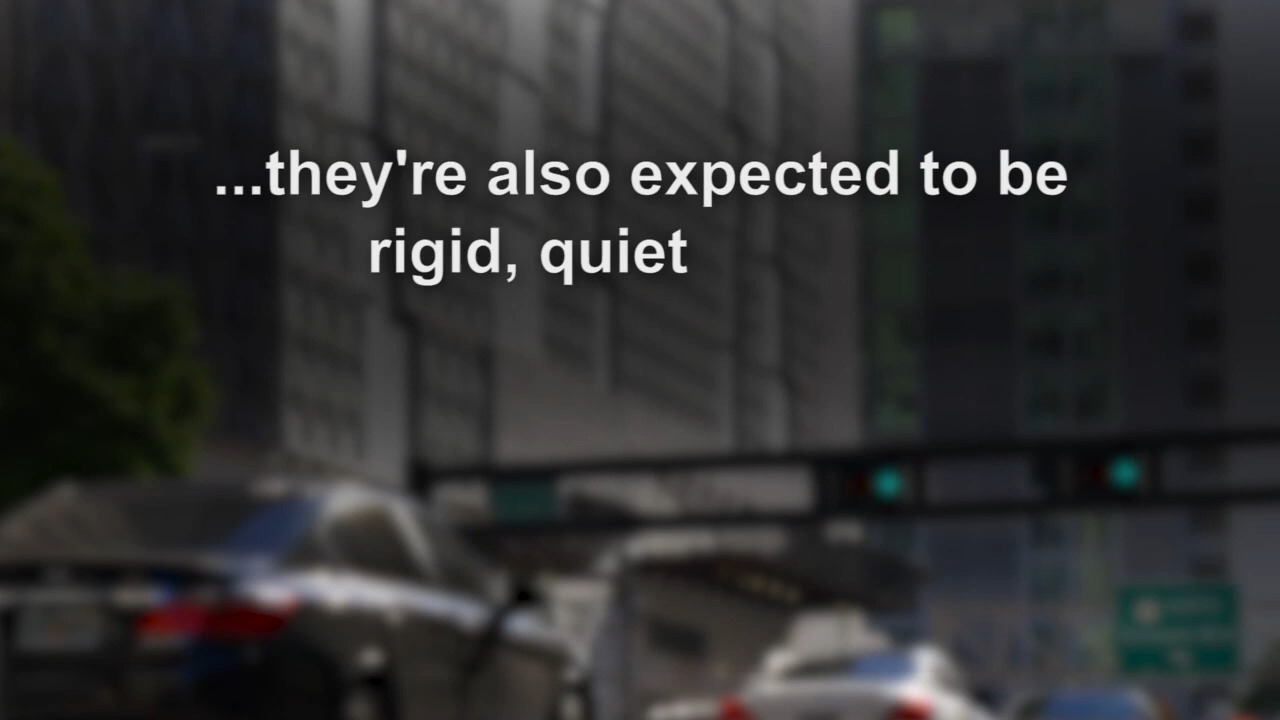 ...they're also expected to be
rigid, quiet